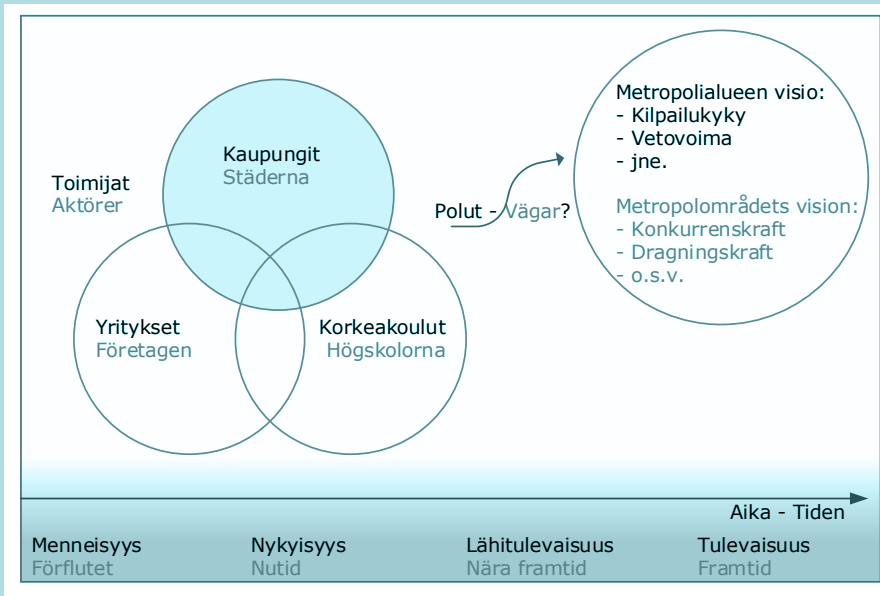 Kaupungit
Städerna
Toimijat
Aktörer
Yritykset
Företagen
Korkeakoulut
Högskolorna
Polut - Vägar?
Metropolialueen visio:
- Kilpailukyky
- Vetovoima
- jne.
Metropolområdets vision:
- Konkurrenskraft
- Dragningskraft
- o.s.v.
Aika - Tiden
Menneisyys
Förflutet
Nykyisyys
Nutid
Lähitulevaisuus
Nära framtid
Tulevaisuus
Framtid